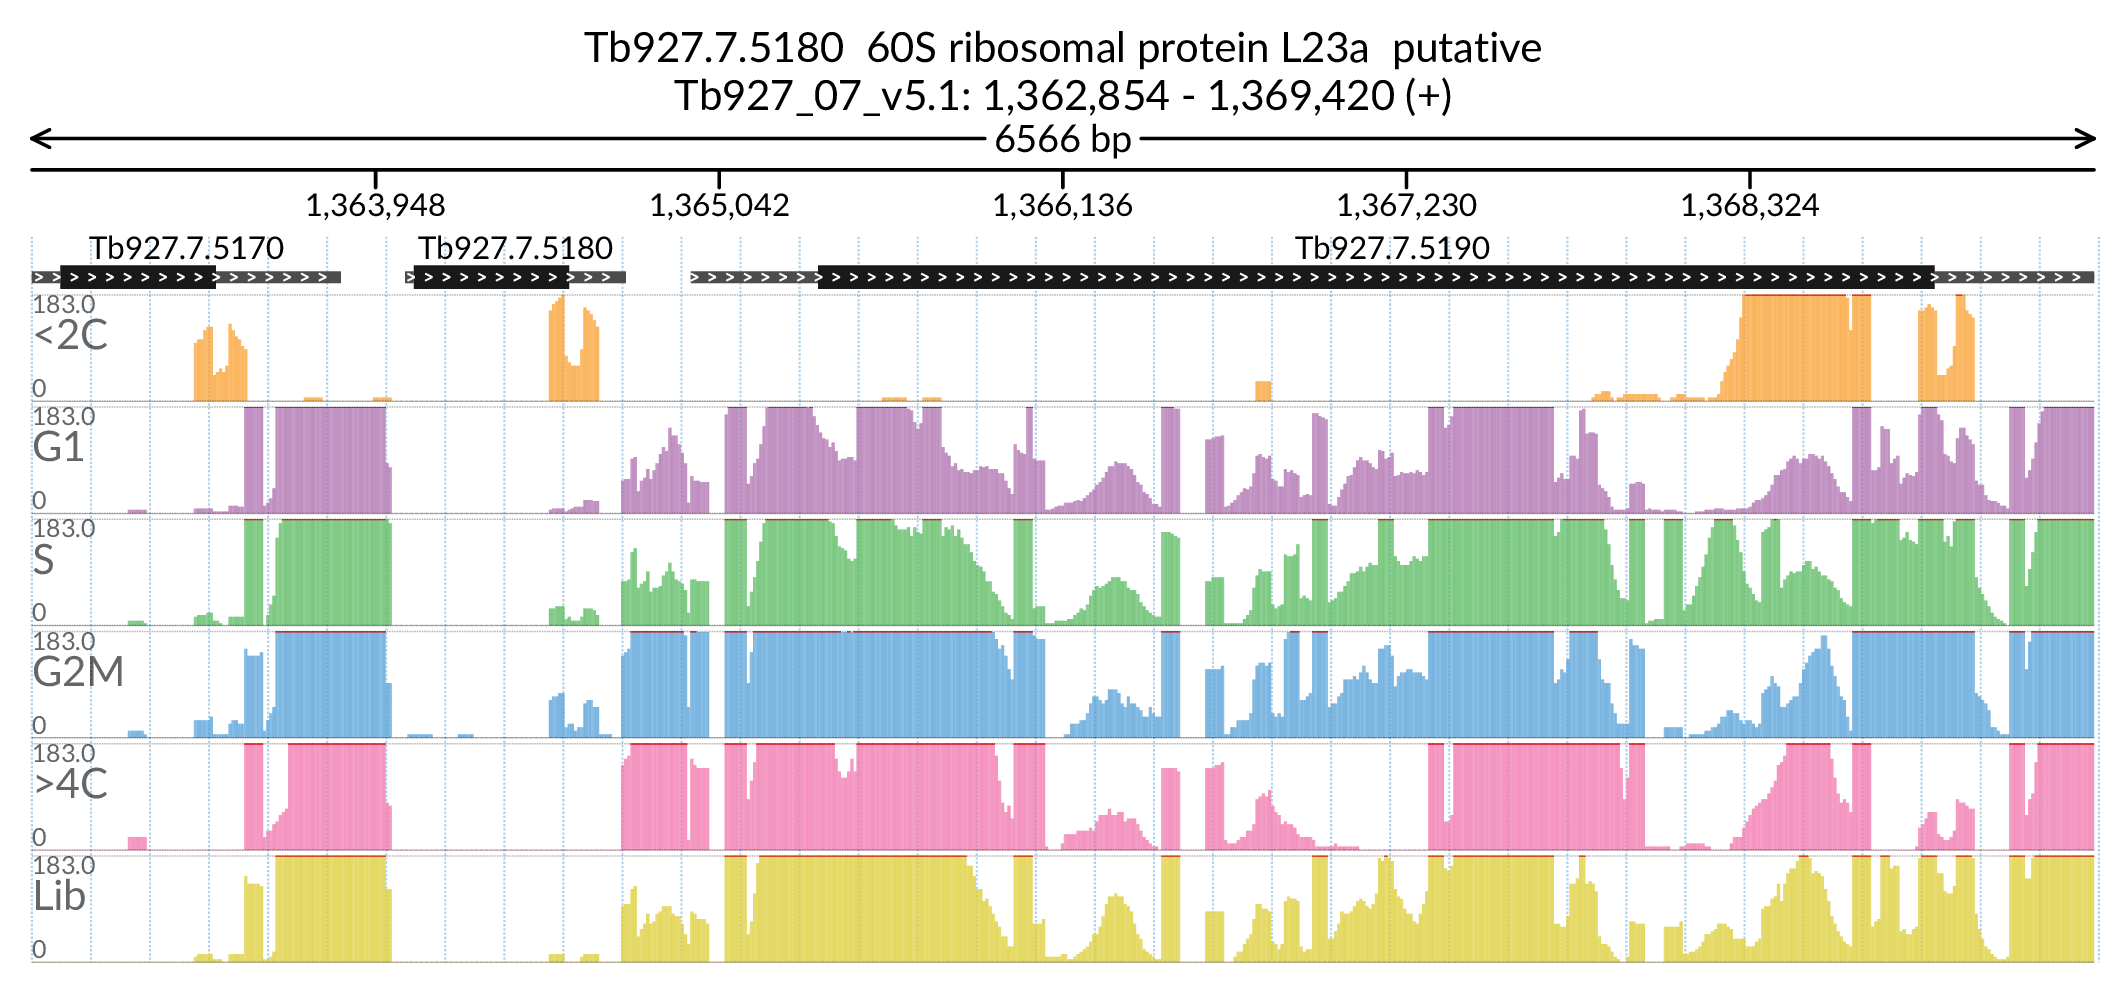 Tb927.7.5180  60S ribosomal protein L23a  putative
Tb927_07_v5.1: 1,362,854 - 1,369,420 (+)
6566 bp
1,363,948 1,365,042 1,366,136 1,367,230 1,368,324
Tb927.7.5170 Tb927.7.5180 Tb927.7.5190
183.0
<2C
0
183.0
G1
0
183.0
S
0
183.0
G2M
0
183.0
>4C
0
183.0
Lib
0